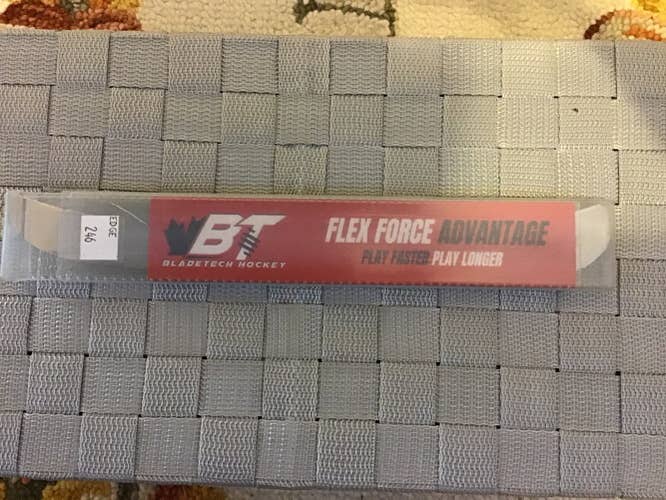 EDGE
246
BT
BLADETECH HOCKEY
FLEX FORCE ADVANTAGE
PLAY FASTER PLAY LONGER